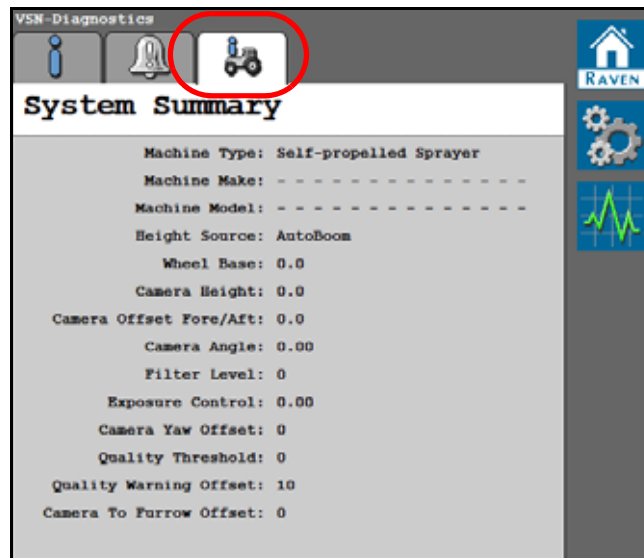 VSN-Diagnostics
System Summary
Machine Type: Self-propelled Sprayer
Machine Make: - - - - - - - - - - - - - -
Machine Model: - - - - - - - - - - - - - -
Height Source: AutoBoom
Wheel Base: 0.0
Camera Height: 0.0
Camera Offset Fore/Aft: 0.0
Camera Angle: 0.00
Filter Level: 0
Exposure Control: 0.00
Camera Yaw Offset: 0
Quality Threshold: 0
Quality Warning Offset: 10
Camera To Furrow Offset: 0
RAVEN